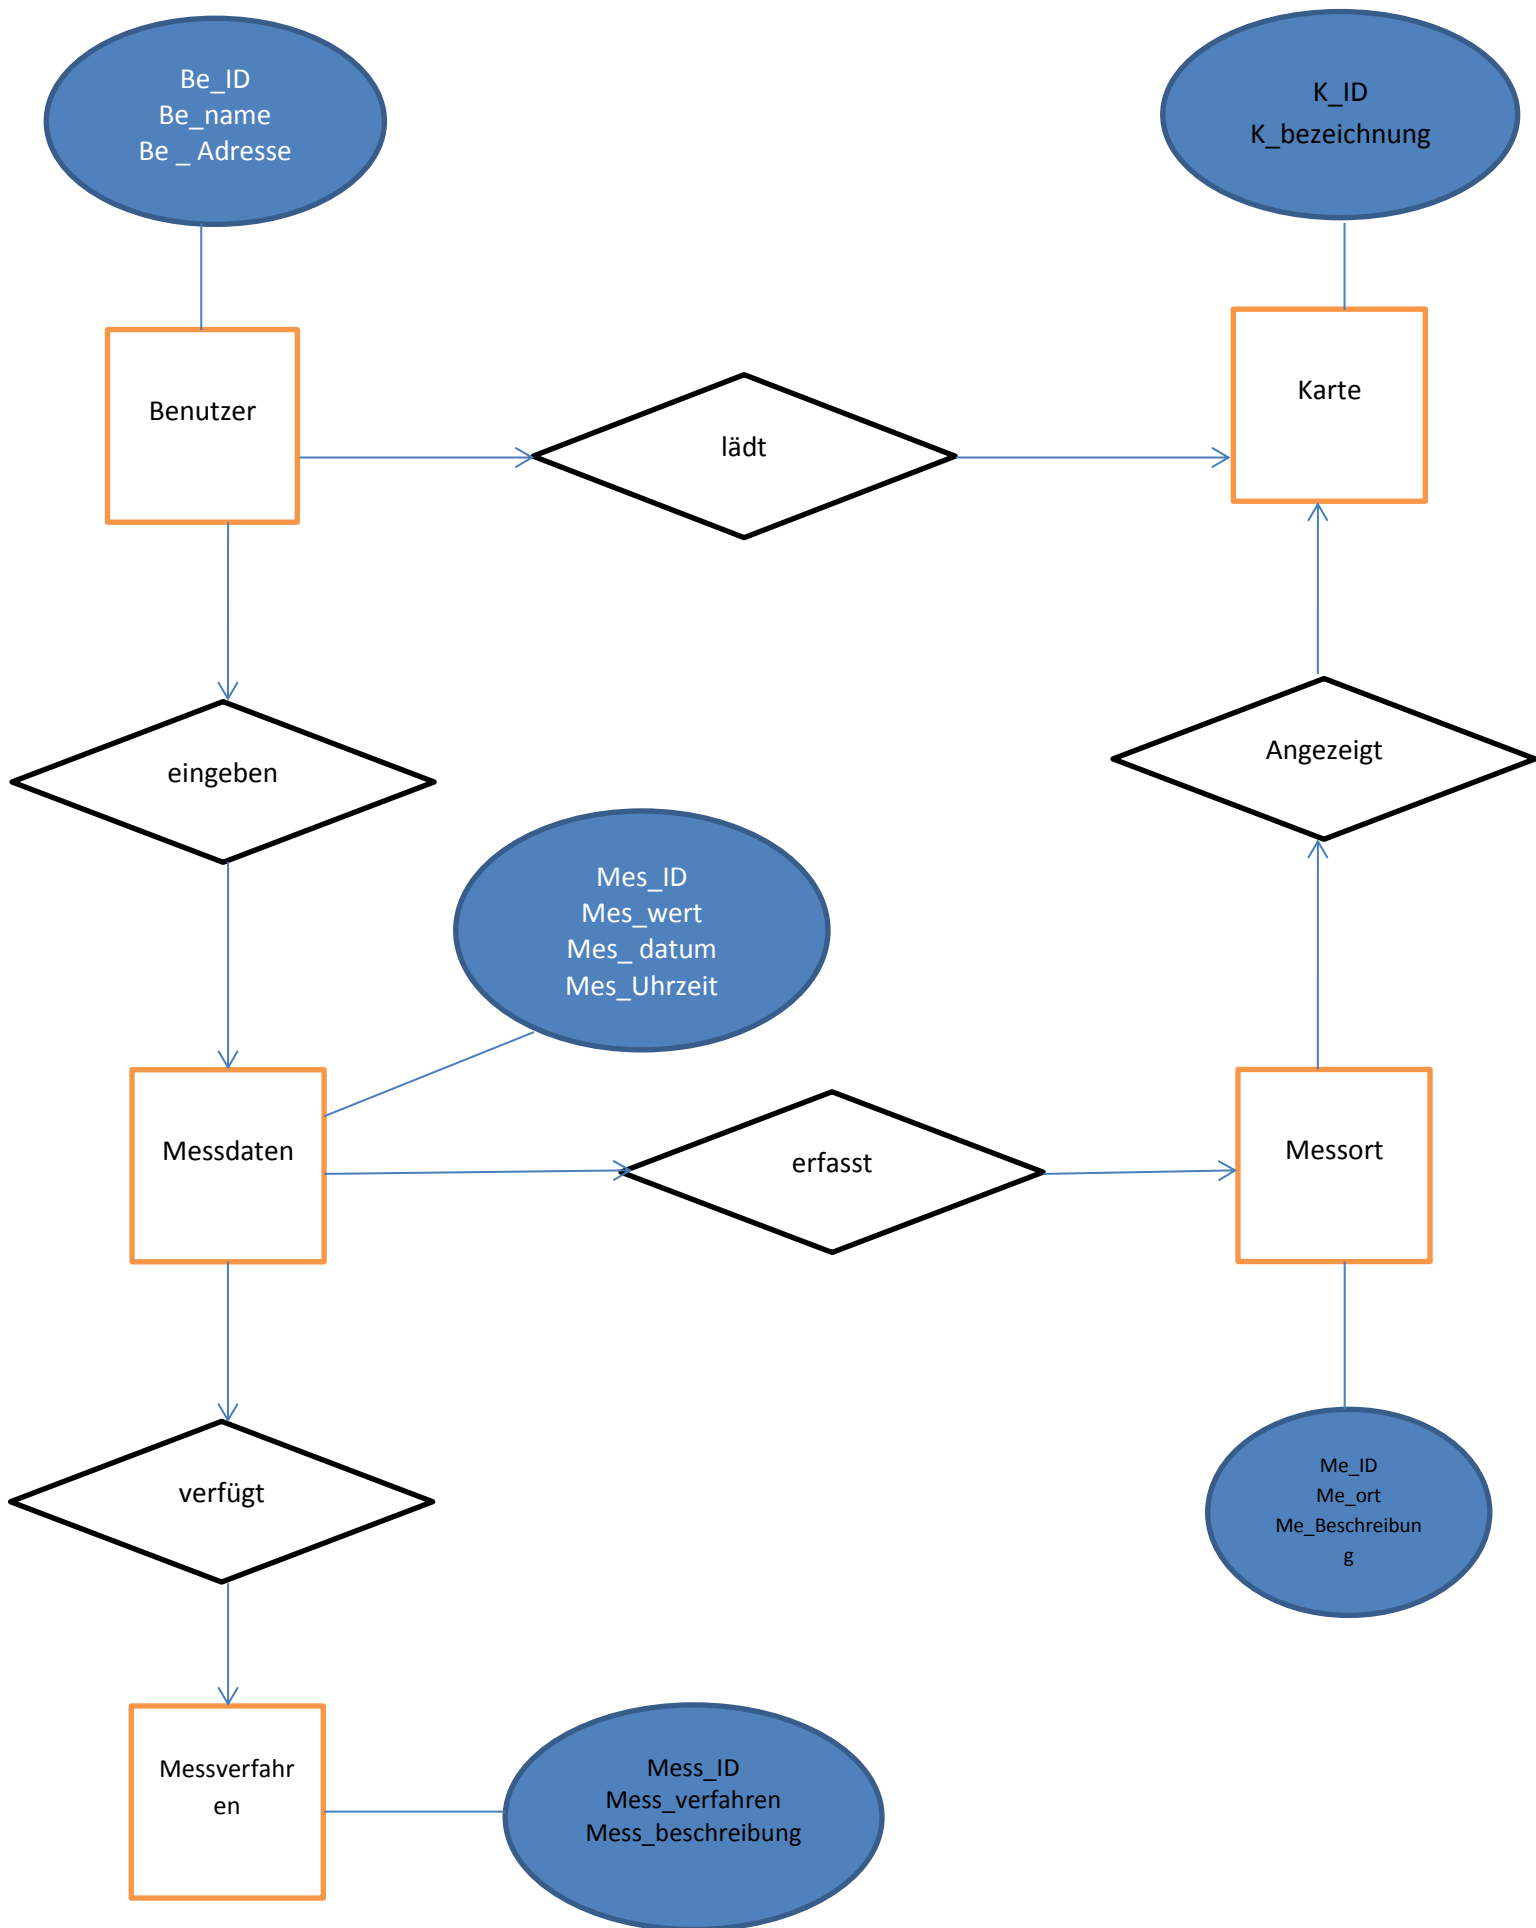 Be_ID
Be_name
Be _ Adresse
K_ID
K_bezeichnung
Benutzer
lädt
Karte
eingeben
Angezeigt
Mes_ID
Mes_wert
Mes_ datum
Mes_Uhrzeit
Messdaten
erfasst
Messort
verfügt
Me_ID
Me_ort
Me_Beschreibun
g
Messverfahr
en
Mess_ID
Mess_verfahren
Mess_beschreibung